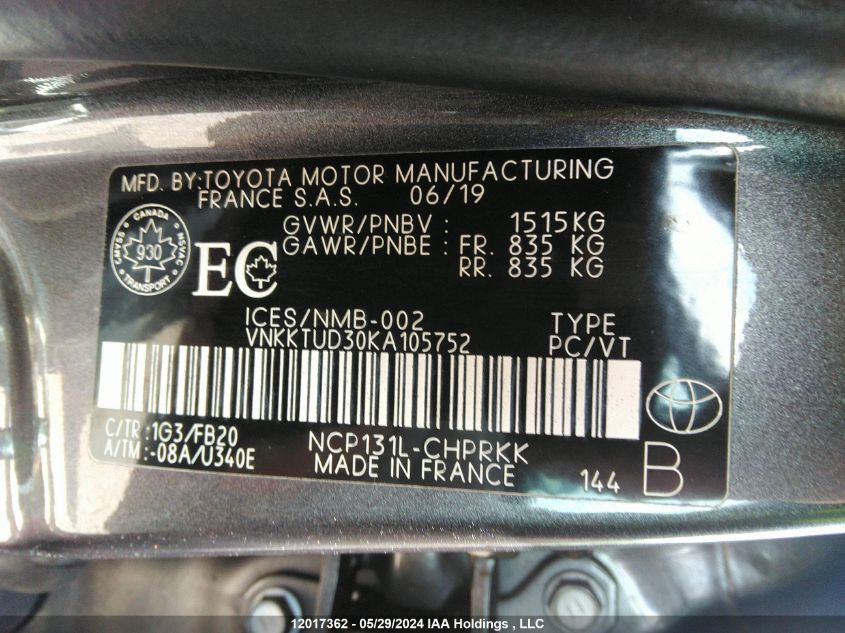 MFD. BY:TOYOTA MOTOR MANUFACTURING
FRANCE S.A.S. 06/19
GVWR/PNBV : 1515KG
GAWR/PNBE : FR. 835 KG
RR. 835 KG
CANADA
CMVSS 930 NSVAC
TRANSPORT
EC
ICES/NMB-002
VNKKTUD30KA105752
TYPE
PC/VT
C/TR:1G3/FB20
A/TM:-08A/U340E
NCP131L-CHPRKK
MADE IN FRANCE
144 B
12017362 - 05/29/2024 IAA Holdings , LLC